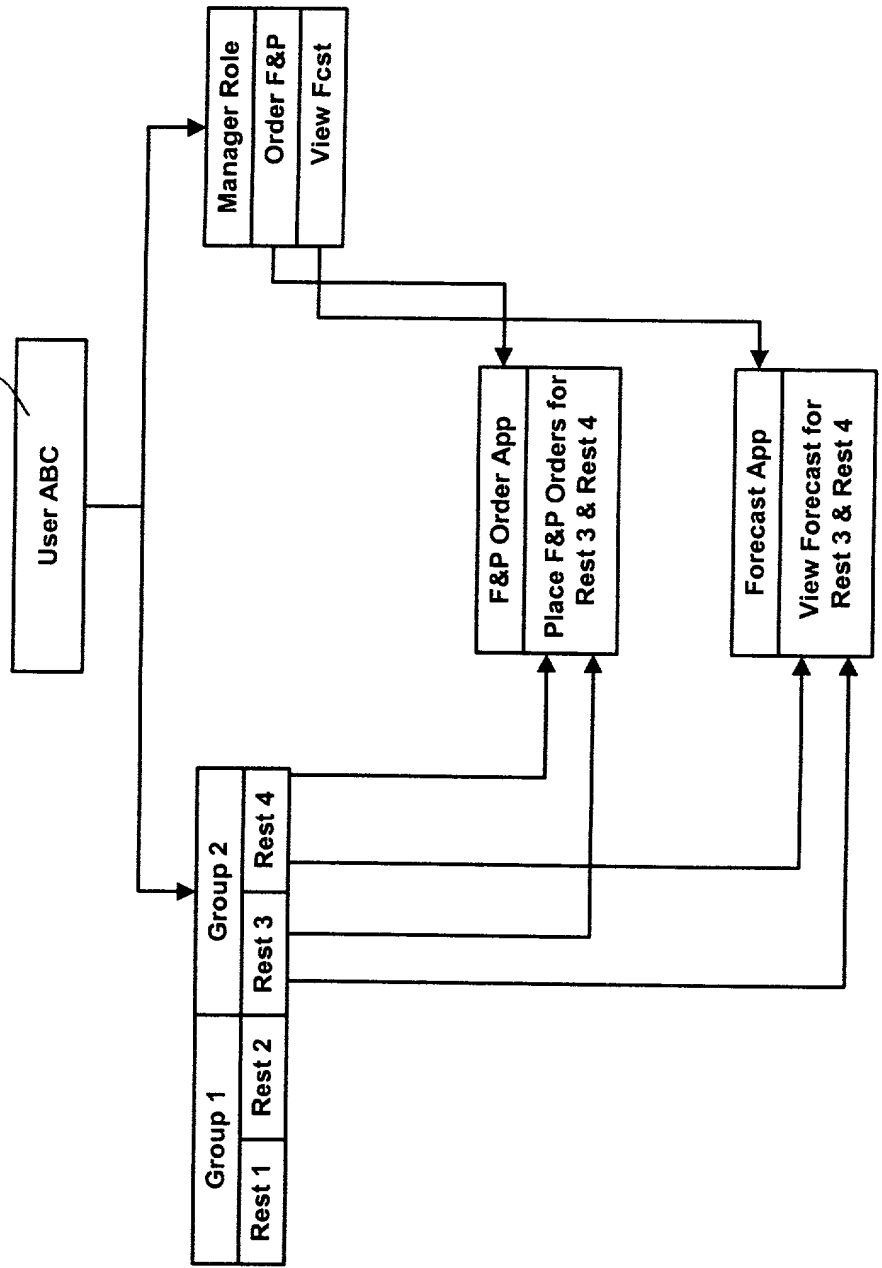 User ABC
Group 1
Group 2
Rest 1
Rest 2
Rest 3
Rest 4
Manager Role
Order F&P
View Fcst
F&P Order App
Place F&P Orders for
Rest 3 & Rest 4
Forecast App
View Forecast for
Rest 3 & Rest 4